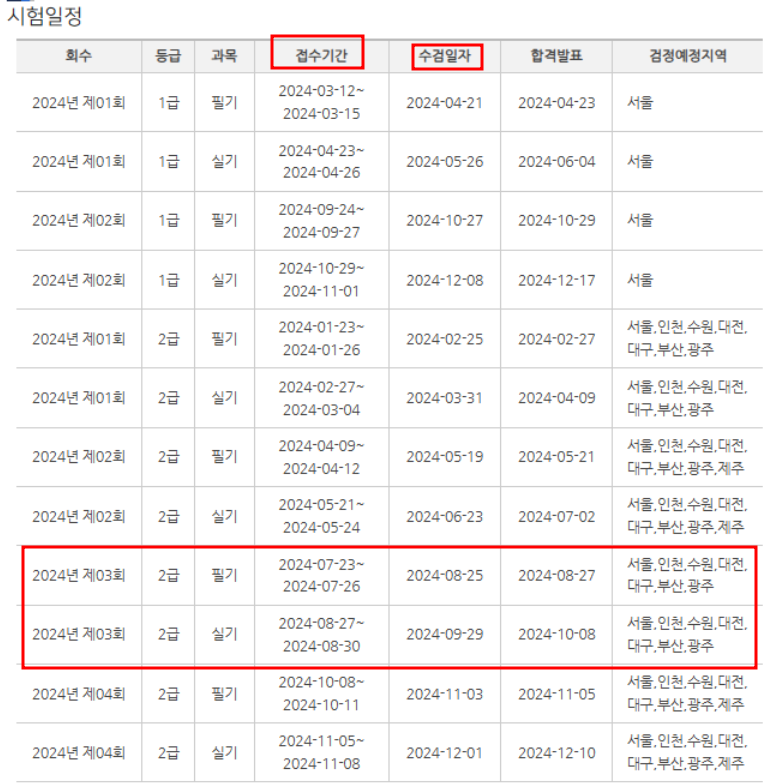 시험일정
회수 등급 과목 접수기간 수검일자 합격발표 검정예정지역
2024년 제01회 1급 필기 2024-03-12~
2024-03-15 2024-04-21 2024-04-23 서울
2024년 제01회 1급 실기 2024-04-23~
2024-04-26 2024-05-26 2024-06-04 서울
2024년 제02회 1급 필기 2024-09-24~
2024-09-27 2024-10-27 2024-10-29 서울
2024년 제02회 1급 실기 2024-10-29~
2024-11-01 2024-12-08 2024-12-17 서울
2024년 제01회 2급 필기 2024-01-23~
2024-01-26 2024-02-25 2024-02-27 서울,인천,수원,대전,
대구,부산,광주
2024년 제01회 2급 실기 2024-02-27~
2024-03-04 2024-03-31 2024-04-09 서울,인천,수원,대전,
대구,부산,광주
2024년 제02회 2급 필기 2024-04-09~
2024-04-12 2024-05-19 2024-05-21 서울,인천,수원,대전,
대구,부산,광주,제주
2024년 제02회 2급 실기 2024-05-21~
2024-05-24 2024-06-23 2024-07-02 서울,인천,수원,대전,
대구,부산,광주,제주
2024년 제03회 2급 필기 2024-07-23~
2024-07-26 2024-08-25 2024-08-27 서울,인천,수원,대전,
대구,부산,광주
2024년 제03회 2급 실기 2024-08-27~
2024-08-30 2024-09-29 2024-10-08 서울,인천,수원,대전,
대구,부산,광주
2024년 제04회 2급 필기 2024-10-08~
2024-10-11 2024-11-03 2024-11-05 서울,인천,수원,대전,
대구,부산,광주,제주
2024년 제04회 2급 실기 2024-11-05~
2024-11-08 2024-12-01 2024-12-10 서울,인천,수원,대전,
대구,부산,광주,제주